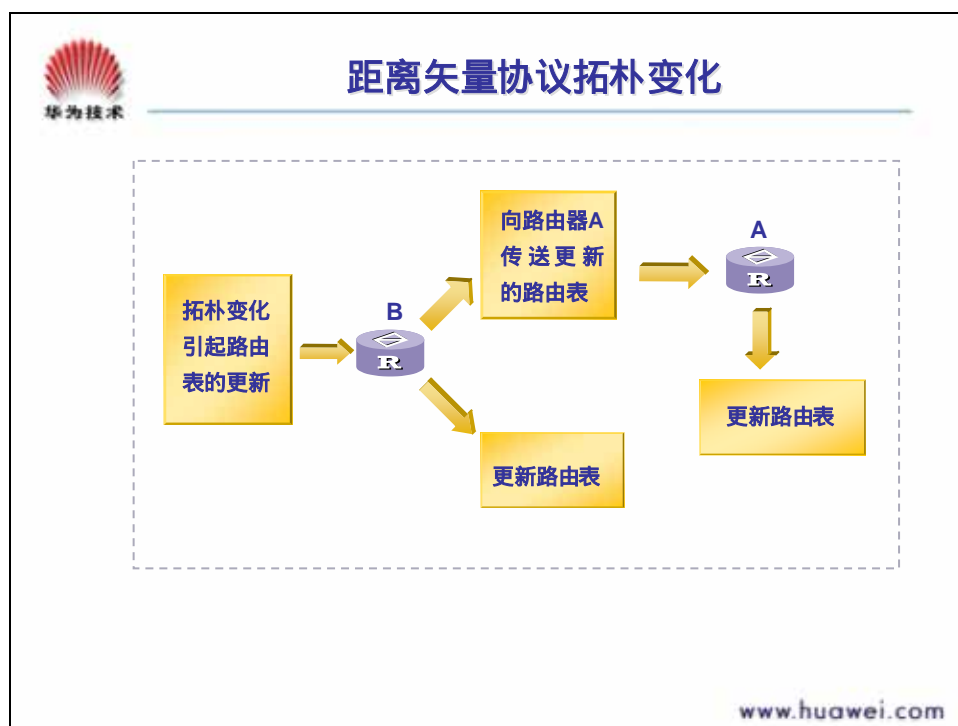 华为技术
距离矢量协议拓朴变化
拓朴变化
引起路由
表的更新
B
R
向路由器A
传送更新
的路由表
更新路由表
A
R
更新路由表
www.huawei.com